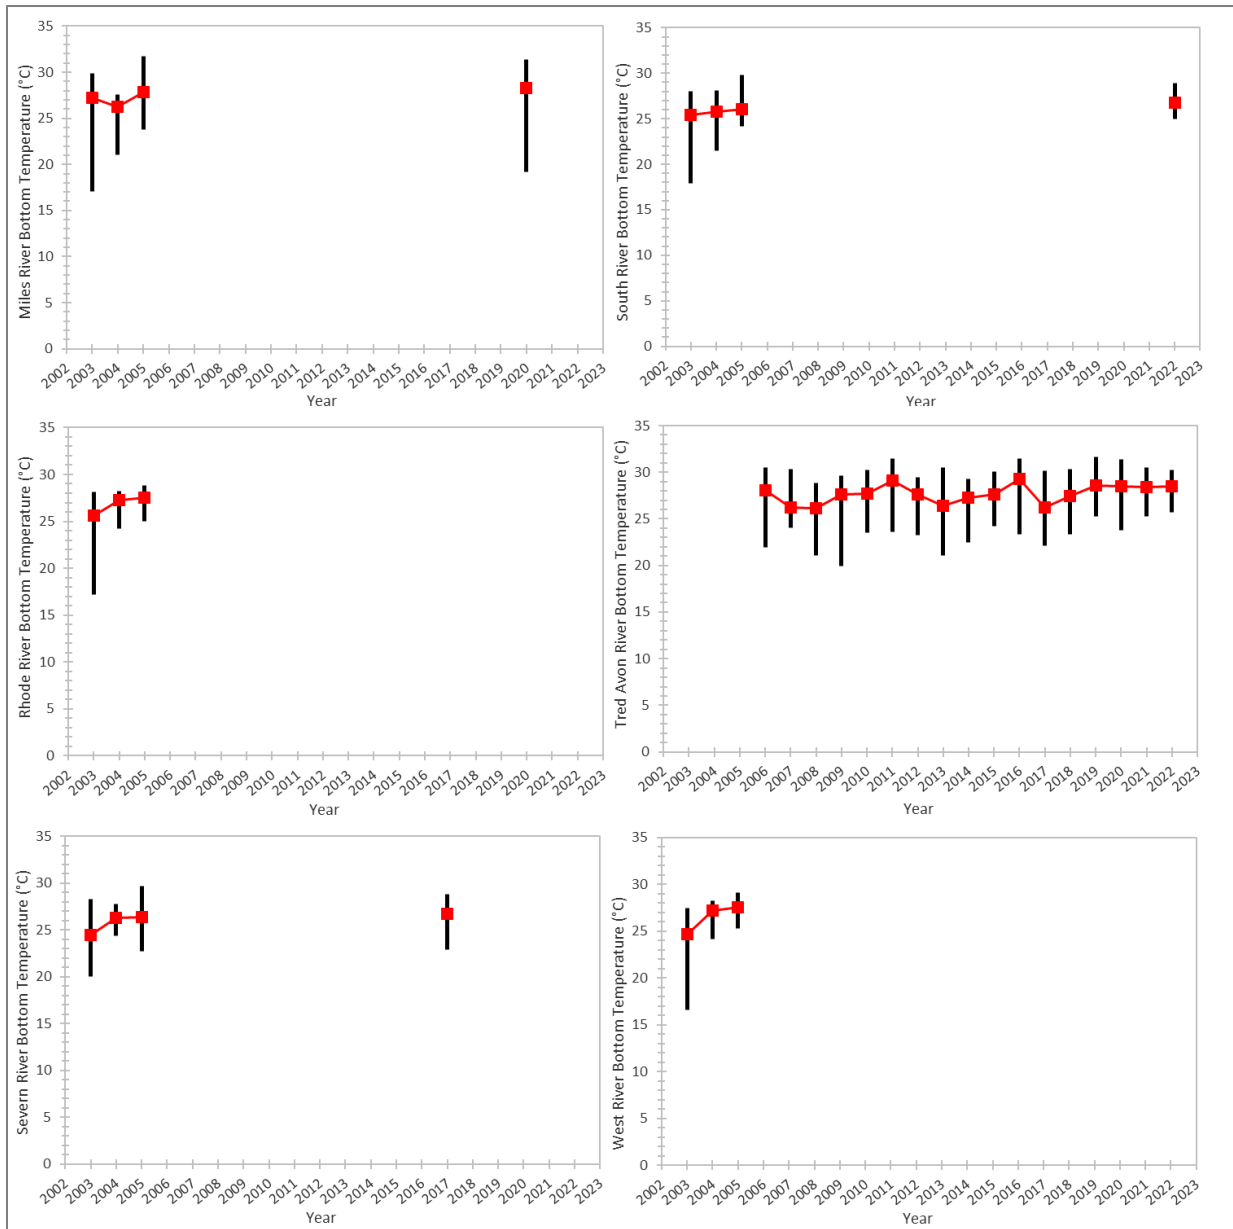 Miles River Bottom Temperature (°C)
35
30
25
20
15
10
5
0
2002 2003 2004 2005 2006 2007 2008 2009 2010 2011 2012 2013 2014 2015 2016 2017 2018 2019 2020 2021 2022 2023
Year
South River Bottom Temperature (°C)
35
30
25
20
15
10
5
0
2002 2003 2004 2005 2006 2007 2008 2009 2010 2011 2012 2013 2014 2015 2016 2017 2018 2019 2020 2021 2022 2023
Year
Rhode River Bottom Temperature (°C)
35
30
25
20
15
10
5
0
2002 2003 2004 2005 2006 2007 2008 2009 2010 2011 2012 2013 2014 2015 2016 2017 2018 2019 2020 2021 2022 2023
Year
Tred Avon River Bottom Temperature (°C)
35
30
25
20
15
10
5
0
2002 2003 2004 2005 2006 2007 2008 2009 2010 2011 2012 2013 2014 2015 2016 2017 2018 2019 2020 2021 2022 2023
Year
Severn River Bottom Temperature (°C)
35
30
25
20
15
10
5
0
2002 2003 2004 2005 2006 2007 2008 2009 2010 2011 2012 2013 2014 2015 2016 2017 2018 2019 2020 2021 2022 2023
Year
West River Bottom Temperature (°C)
35
30
25
20
15
10
5
0
2002 2003 2004 2005 2006 2007 2008 2009 2010 2011 2012 2013 2014 2015 2016 2017 2018 2019 2020 2021 2022 2023
Year